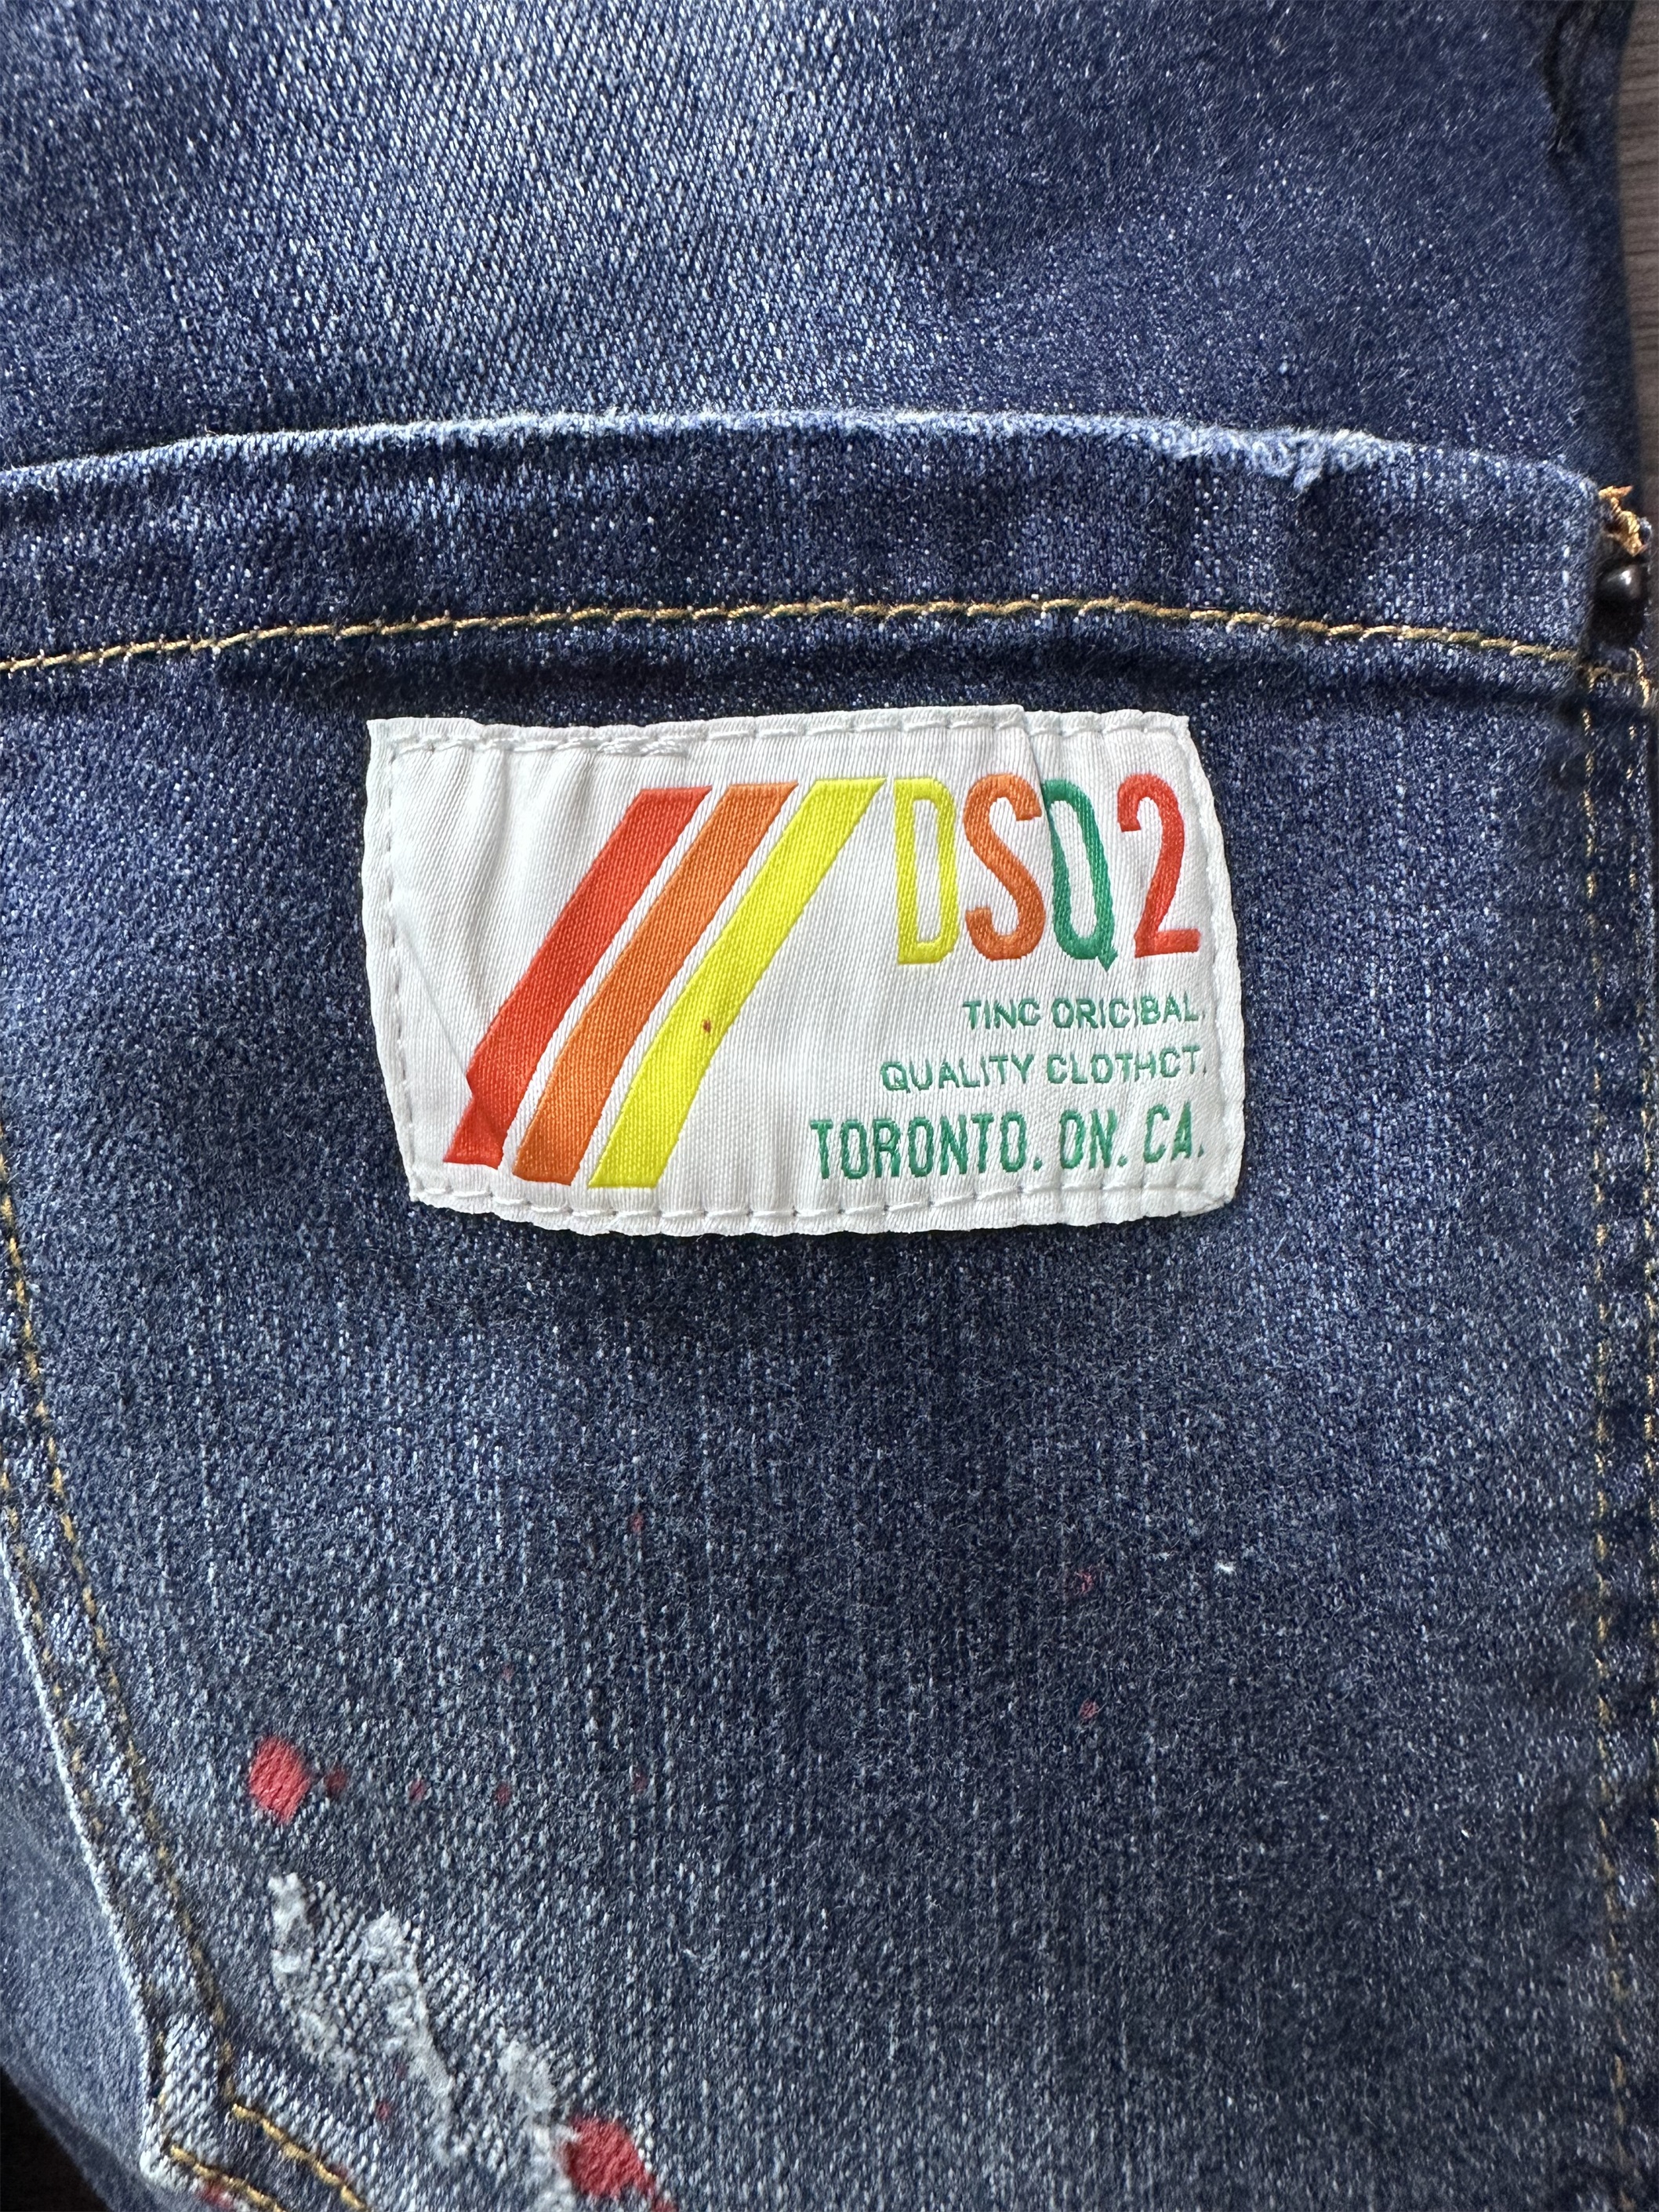 DSQ2
TINC ORICIBAL.
QUALITY CLOTHCT.
TORONTO. ON. CA.